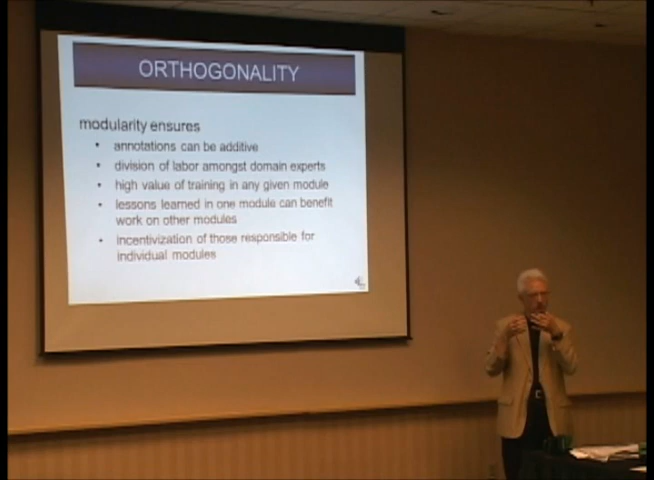 ORTHOGONALITY
modularity ensures
• annotations can be additive
• division of labor amongst domain experts
• high value of training in any given module
• lessons learned in one module can benefit
work on other modules
• incentivization of those responsible for
individual modules